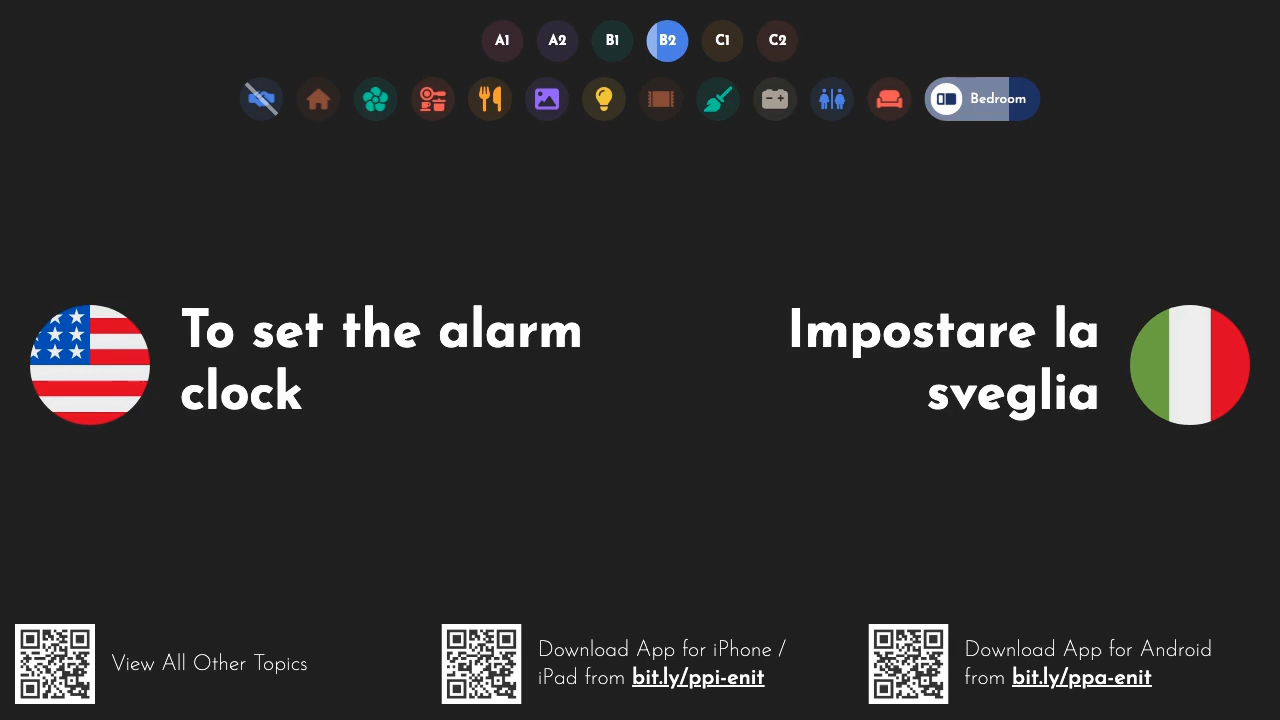 A1 A2 B1 B2 C1 C2
Bedroom
To set the alarm
clock
Impostare la
sveglia
View All Other Topics
Download App for iPhone /
iPad from bit.ly/ppi-enit
Download App for Android
from bit.ly/ppa-enit